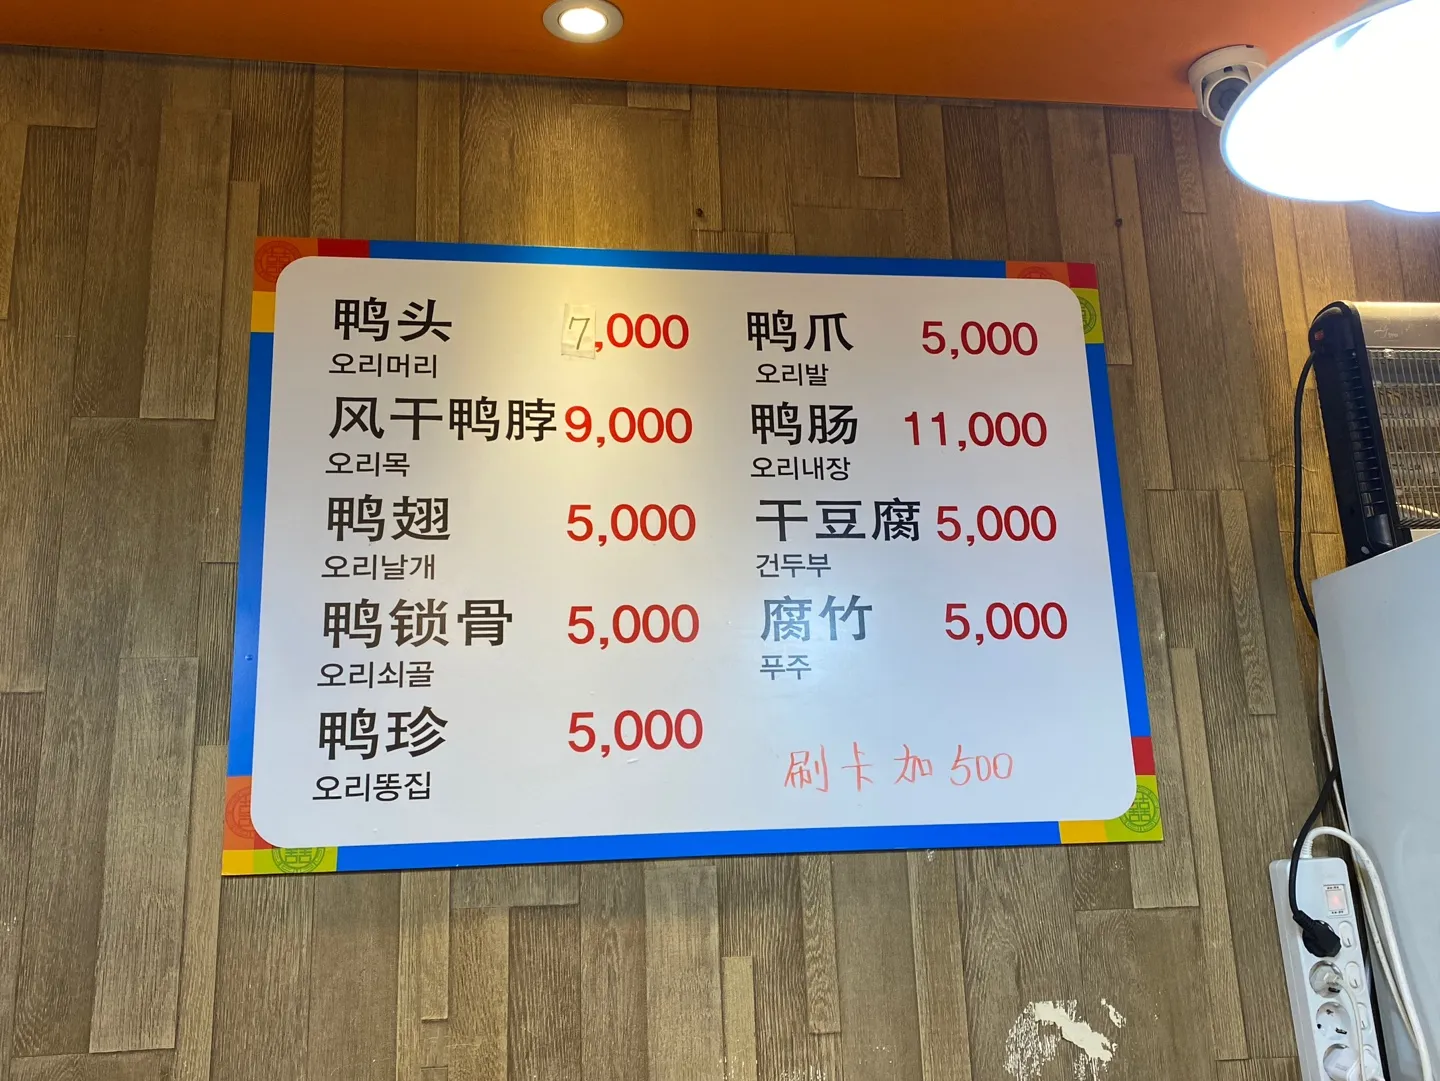 鸭头 7,000
오리머리
风干鸭脖 9,000
오리목
鸭翅 5,000
오리날개
鸭锁骨 5,000
오리쇠골
鸭珍 5,000
오리똥집
鸭爪 5,000
오리발
鸭肠 11,000
오리내장
干豆腐 5,000
건두부
腐竹 5,000
푸주
刷卡加500